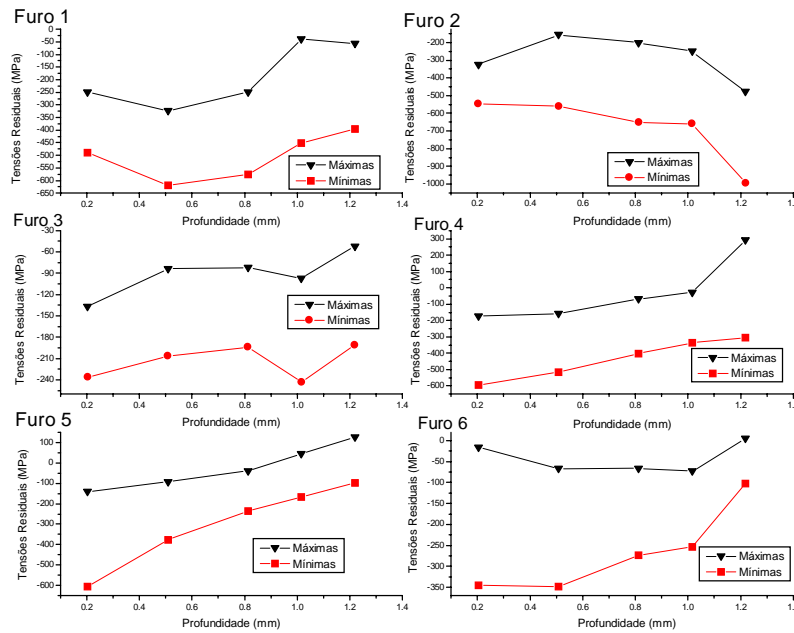 Furo 1
0
-50
-100
-150
-200
-250
-300
-350
-400
-450
-500
-550
-600
-650
Tensões Residuais (MPa)
Máximas
Mínimas
0.2 0.4 0.6 0.8 1.0 1.2 1.4
Profundidade (mm)
Furo 2
-200
-300
-400
-500
-600
-700
-800
-900
-1000
Tensões Residuais (MPa)
Máximas
Mínimas
0.2 0.4 0.6 0.8 1.0 1.2 1.4
Profundidade (mm)
Furo 3
-30
-60
-90
-120
-150
-180
-210
-240
Tensões Residuais (MPa)
Máximas
Mínimas
0.2 0.4 0.6 0.8 1.0 1.2 1.4
Profundidade (mm)
Furo 4
300
200
100
0
-100
-200
-300
-400
-500
-600
Tensões Residuais (MPa)
Máximas
Mínimas
0.2 0.4 0.6 0.8 1.0 1.2 1.4
Profundidade (mm)
Furo 5
100
0
-100
-200
-300
-400
-500
-600
Tensões Residuais (MPa)
Máximas
Mínimas
0.2 0.4 0.6 0.8 1.0 1.2 1.4
Profundidade (mm)
Furo 6
0
-50
-100
-150
-200
-250
-300
-350
Tensões Residuais (MPa)
Máximas
Mínimas
0.2 0.4 0.6 0.8 1.0 1.2 1.4
Profundidade (mm)